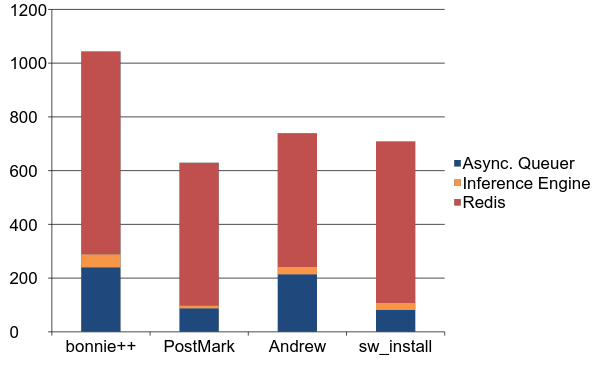 1200
1000
800
600
400
200
0
bonnie++ PostMark Andrew sw_install
Async. Queuer
Inference Engine
Redis